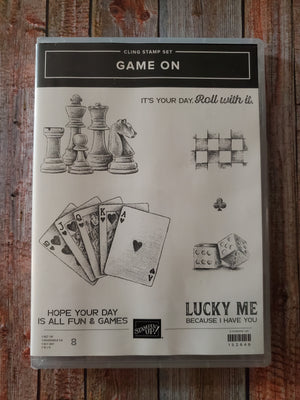 CLING STAMP SET
GAME ON
IT'S YOUR DAY. Roll with it.
K
A
HOPE YOUR DAY
IS ALL FUN & GAMES
8
STAMPIN' UP!
LUCKY ME
BECAUSE I HAVE YOU